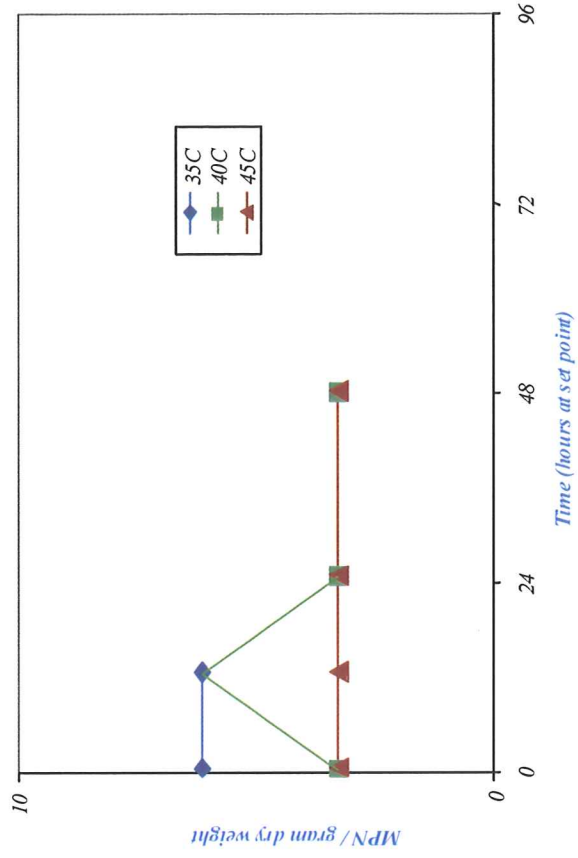 10
0
MPN / gram dry weight
35C
40C
45C
0
24
48
72
96
Time (hours at set point)